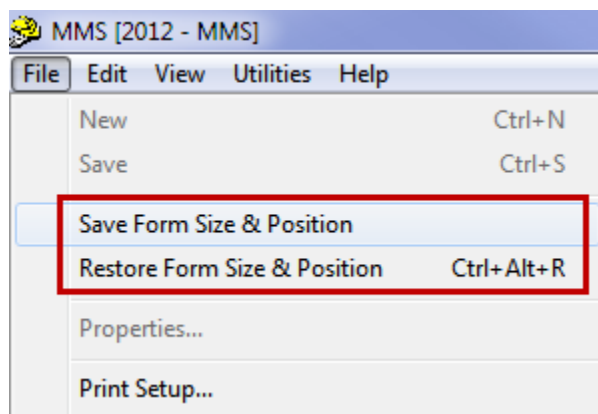 MMS [2012 - MMS]
File Edit View Utilities Help
New Ctrl+N
Save Ctrl+S
Save Form Size & Position
Restore Form Size & Position Ctrl+Alt+R
Properties...
Print Setup...